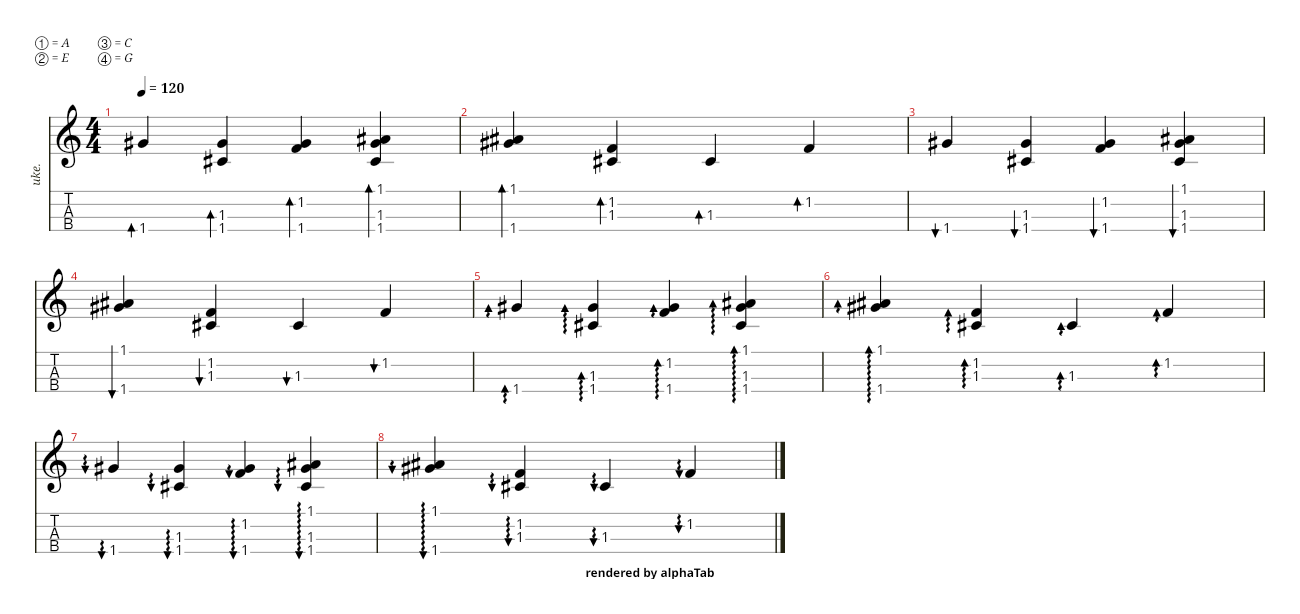 ① = A ③ = C
② = E ④ = G
♩ = 120
uke.
4
4
1 2 3
T
1 1 1 1 1 1 1 1
1 1 1 1 1 1 1 1
1 1 1 1 1 1 1 1
4 5 6
1 1 1 1 1 1 1 1
1 1 1 1 1 1 1 1
1 1 1 1 1 1 1 1
7 8
1 1 1 1 1 1 1 1
1 1 1 1 1 1
rendered by alphaTab